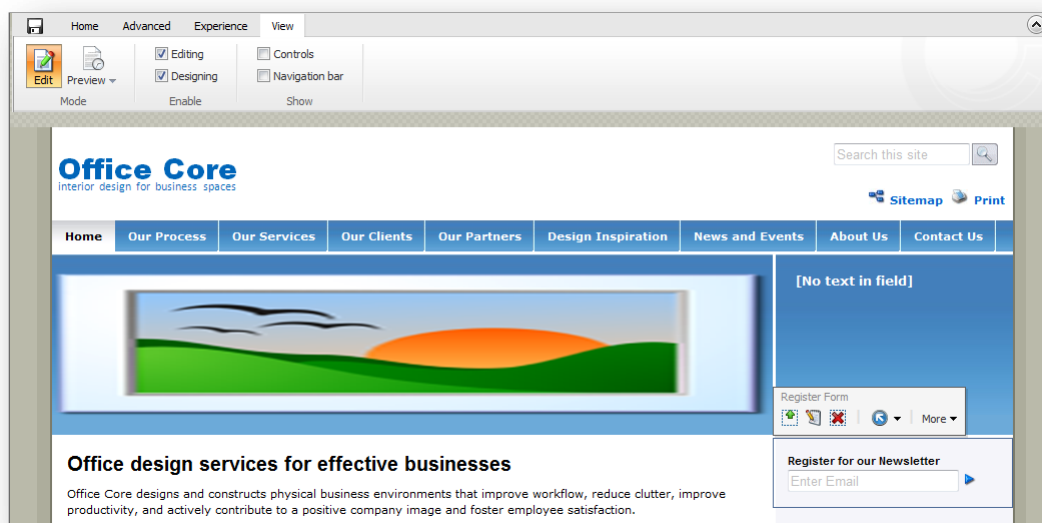 Home Advanced Experience View
Edit Preview
Editing
Designing
Controls
Navigation bar
Mode Enable Show
Office Core
interior design for business spaces
Search this site
Sitemap Print
Home Our Process Our Services Our Clients Our Partners Design Inspiration News and Events About Us Contact Us
[No text in field]
Register Form
More
Register for our Newsletter
Enter Email
Office design services for effective businesses
Office Core designs and constructs physical business environments that improve workflow, reduce clutter, improve
productivity, and actively contribute to a positive company image and foster employee satisfaction.